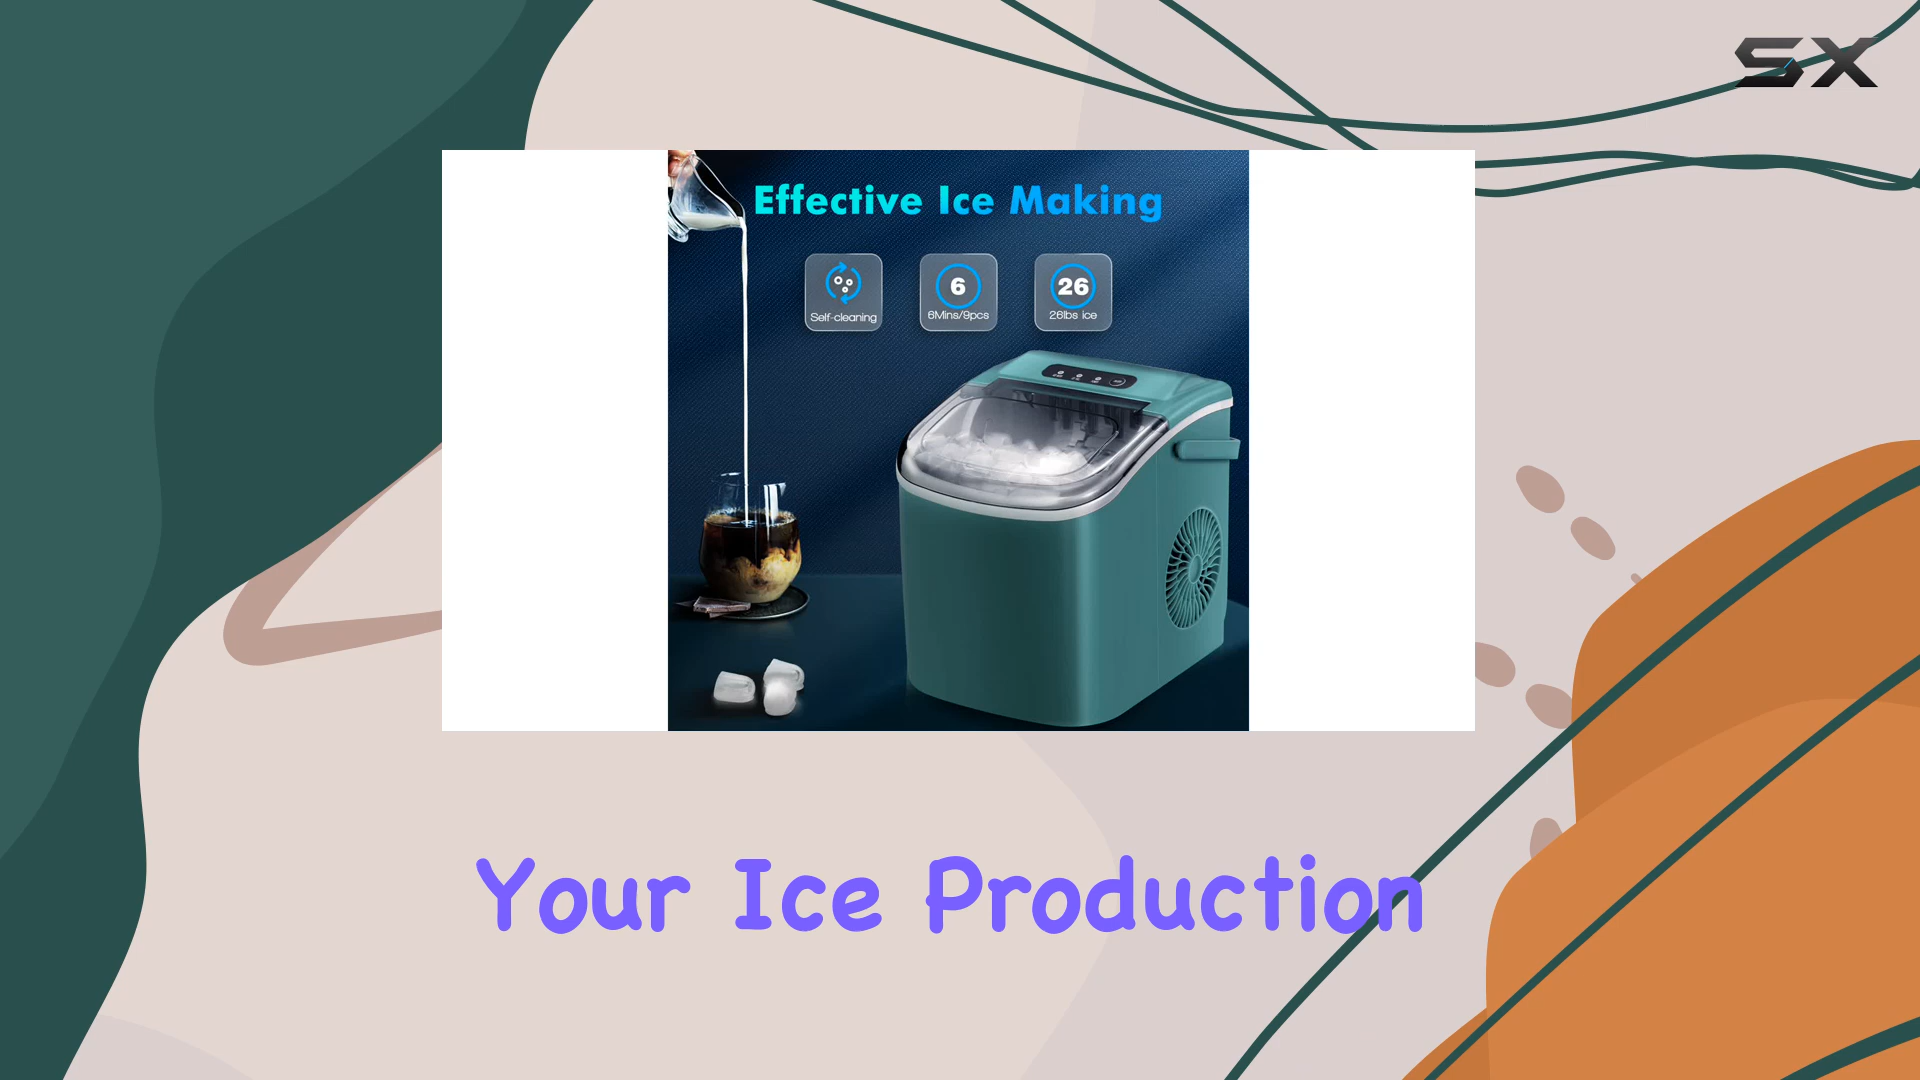 SX
Effective Ice Making
Self-cleaning
6
6Mins/9pcs
26
26lbs ice
Your Ice Production